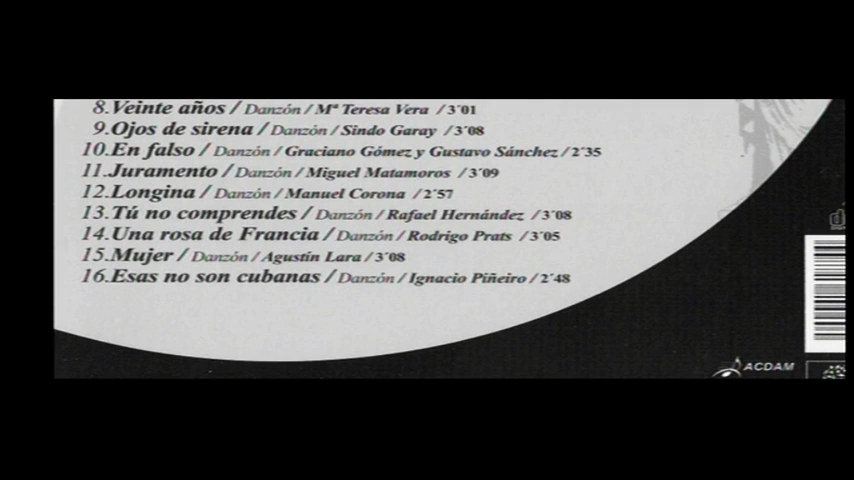 8.Veinte años / Danzón / Mª Teresa Vera / 3´01
9.Ojos de sirena / Danzón / Sindo Garay / 3´08
10.En falso / Danzón / Graciano Gómez y Gustavo Sánchez / 2´35
11.Juramento / Danzón / Miguel Matamoros / 3´09
12.Longina / Danzón / Manuel Corona / 2´57
13.Tú no comprendes / Danzón / Rafael Hernández / 3´08
14.Una rosa de Francia / Danzón / Rodrigo Prats / 3´05
15.Mujer / Danzón / Agustín Lara / 3´08
16.Esas no son cubanas / Danzón / Ignacio Piñeiro / 2´48
ACDAM